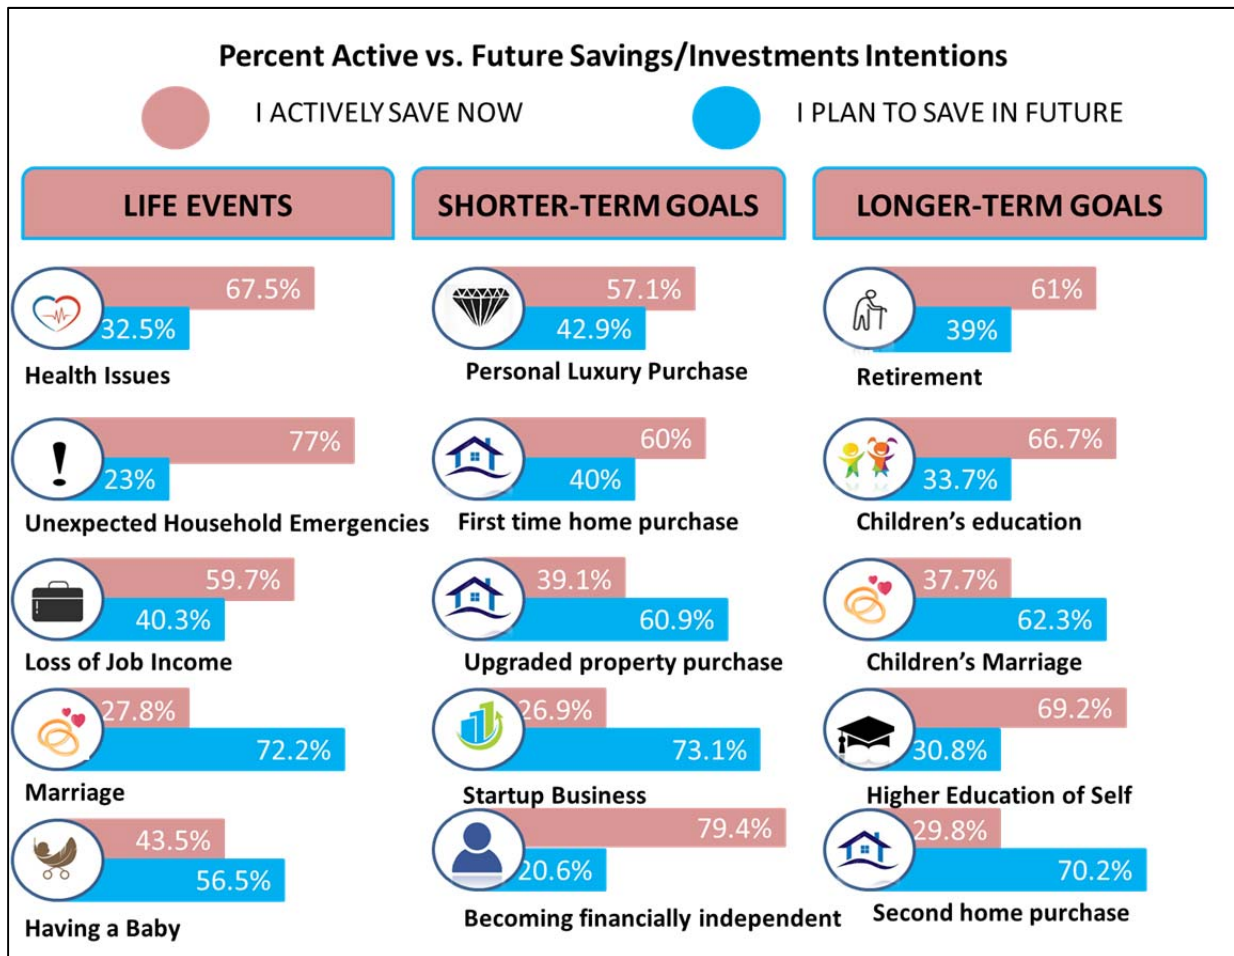 Percent Active vs. Future Savings/Investments Intentions
I ACTIVELY SAVE NOW
I PLAN TO SAVE IN FUTURE
LIFE EVENTS
67.5%
32.5%
Health Issues
77%
23%
Unexpected Household Emergencies
59.7%
40.3%
Loss of Job Income
27.8%
72.2%
Marriage
43.5%
56.5%
Having a Baby
SHORTER-TERM GOALS
57.1%
42.9%
Personal Luxury Purchase
60%
40%
First time home purchase
39.1%
60.9%
Upgraded property purchase
26.9%
73.1%
Startup Business
79.4%
20.6%
Becoming financially independent
LONGER-TERM GOALS
61%
39%
Retirement
66.7%
33.7%
Children's education
37.7%
62.3%
Children's Marriage
69.2%
30.8%
Higher Education of Self
29.8%
70.2%
Second home purchase